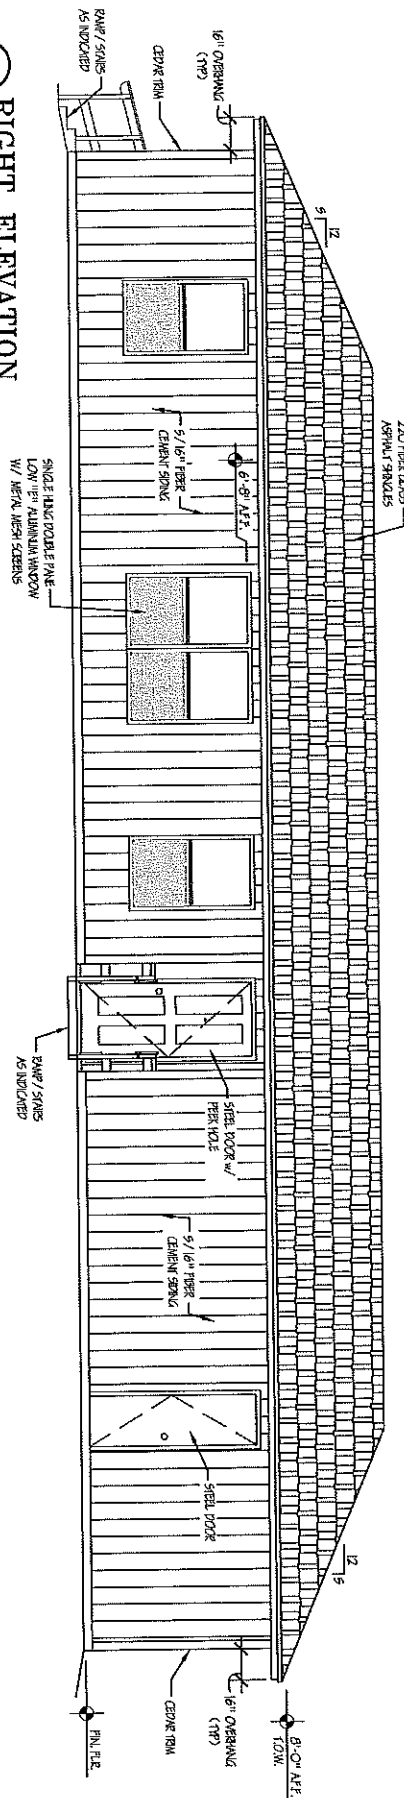 RIGHT ELEVATION
RAMP / STAIRS
AS INDICATED
CEDAR TRIM
16" OVERHANG
(TYP)
12
5
ASPHALT SHINGLES
5/16" FIBER
CEMENT SIDING
6'-8" A.F.F.
SINGLE HUNG DOUBLE PANE
LOW "E" ALUMINUM WINDOW
W/ METAL MESH SCREENS
STEEL DOOR W/
PEEK HOLE
RAMP / STAIRS
AS INDICATED
5/16" FIBER
CEMENT SIDING
STEEL DOOR
12
5
CEDAR TRIM
16" OVERHANG
(TYP)
8'-0" A.F.F.
T.O.W.
FIN. FLR.